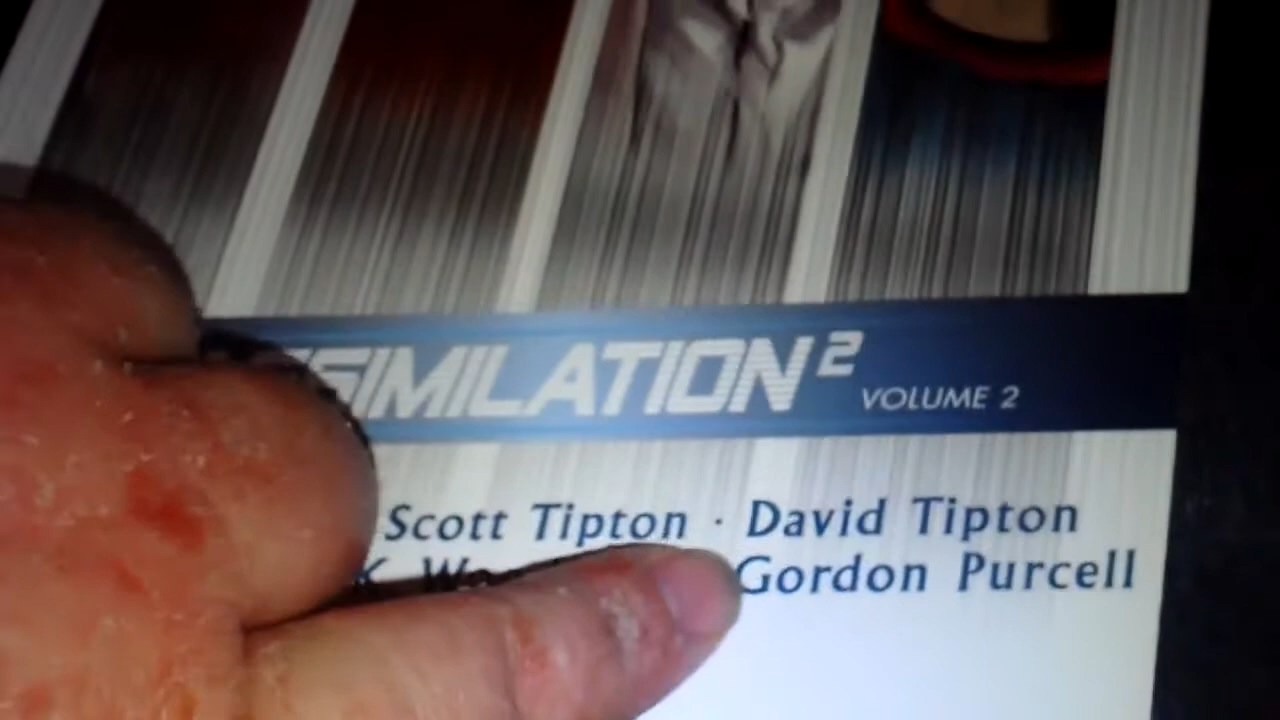 SIMILATION² VOLUME 2
Scott Tipton · David Tipton
K Gordon Purcell